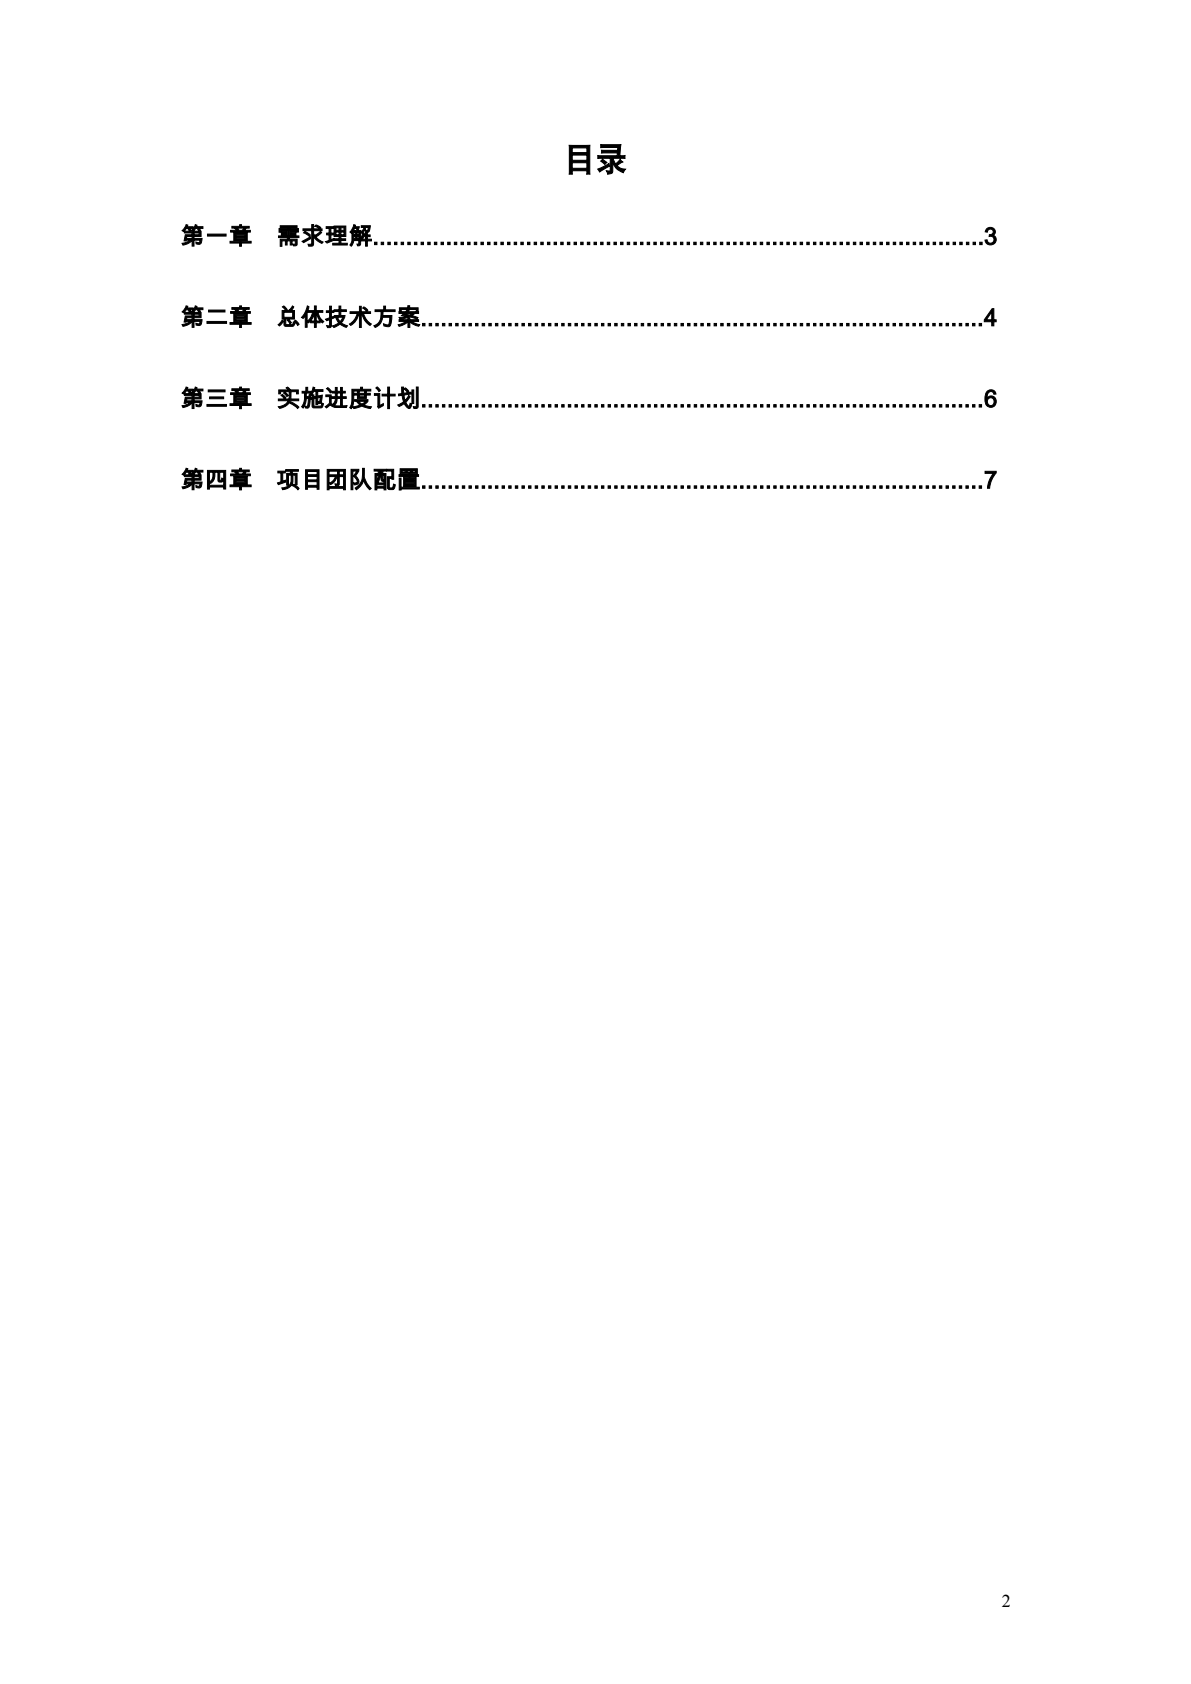 目录
第一章　需求理解............................................................................................3
第二章　总体技术方案.....................................................................................4
第三章　实施进度计划.....................................................................................6
第四章　项目团队配置.....................................................................................7
2